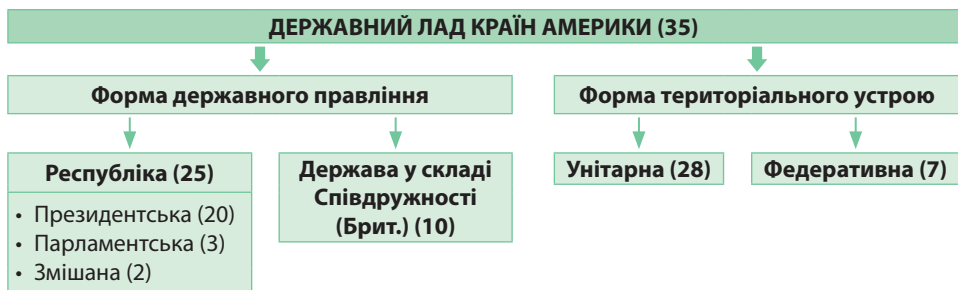 ДЕРЖАВНИЙ ЛАД КРАЇН АМЕРИКИ (35)
Форма державного правління
Форма територіального устрою
Республіка (25)
• Президентська (20)
• Парламентська (3)
• Змішана (2)
Держава у складі
Співдружності
(Брит.) (10)
Унітарна (28)
Федеративна (7)